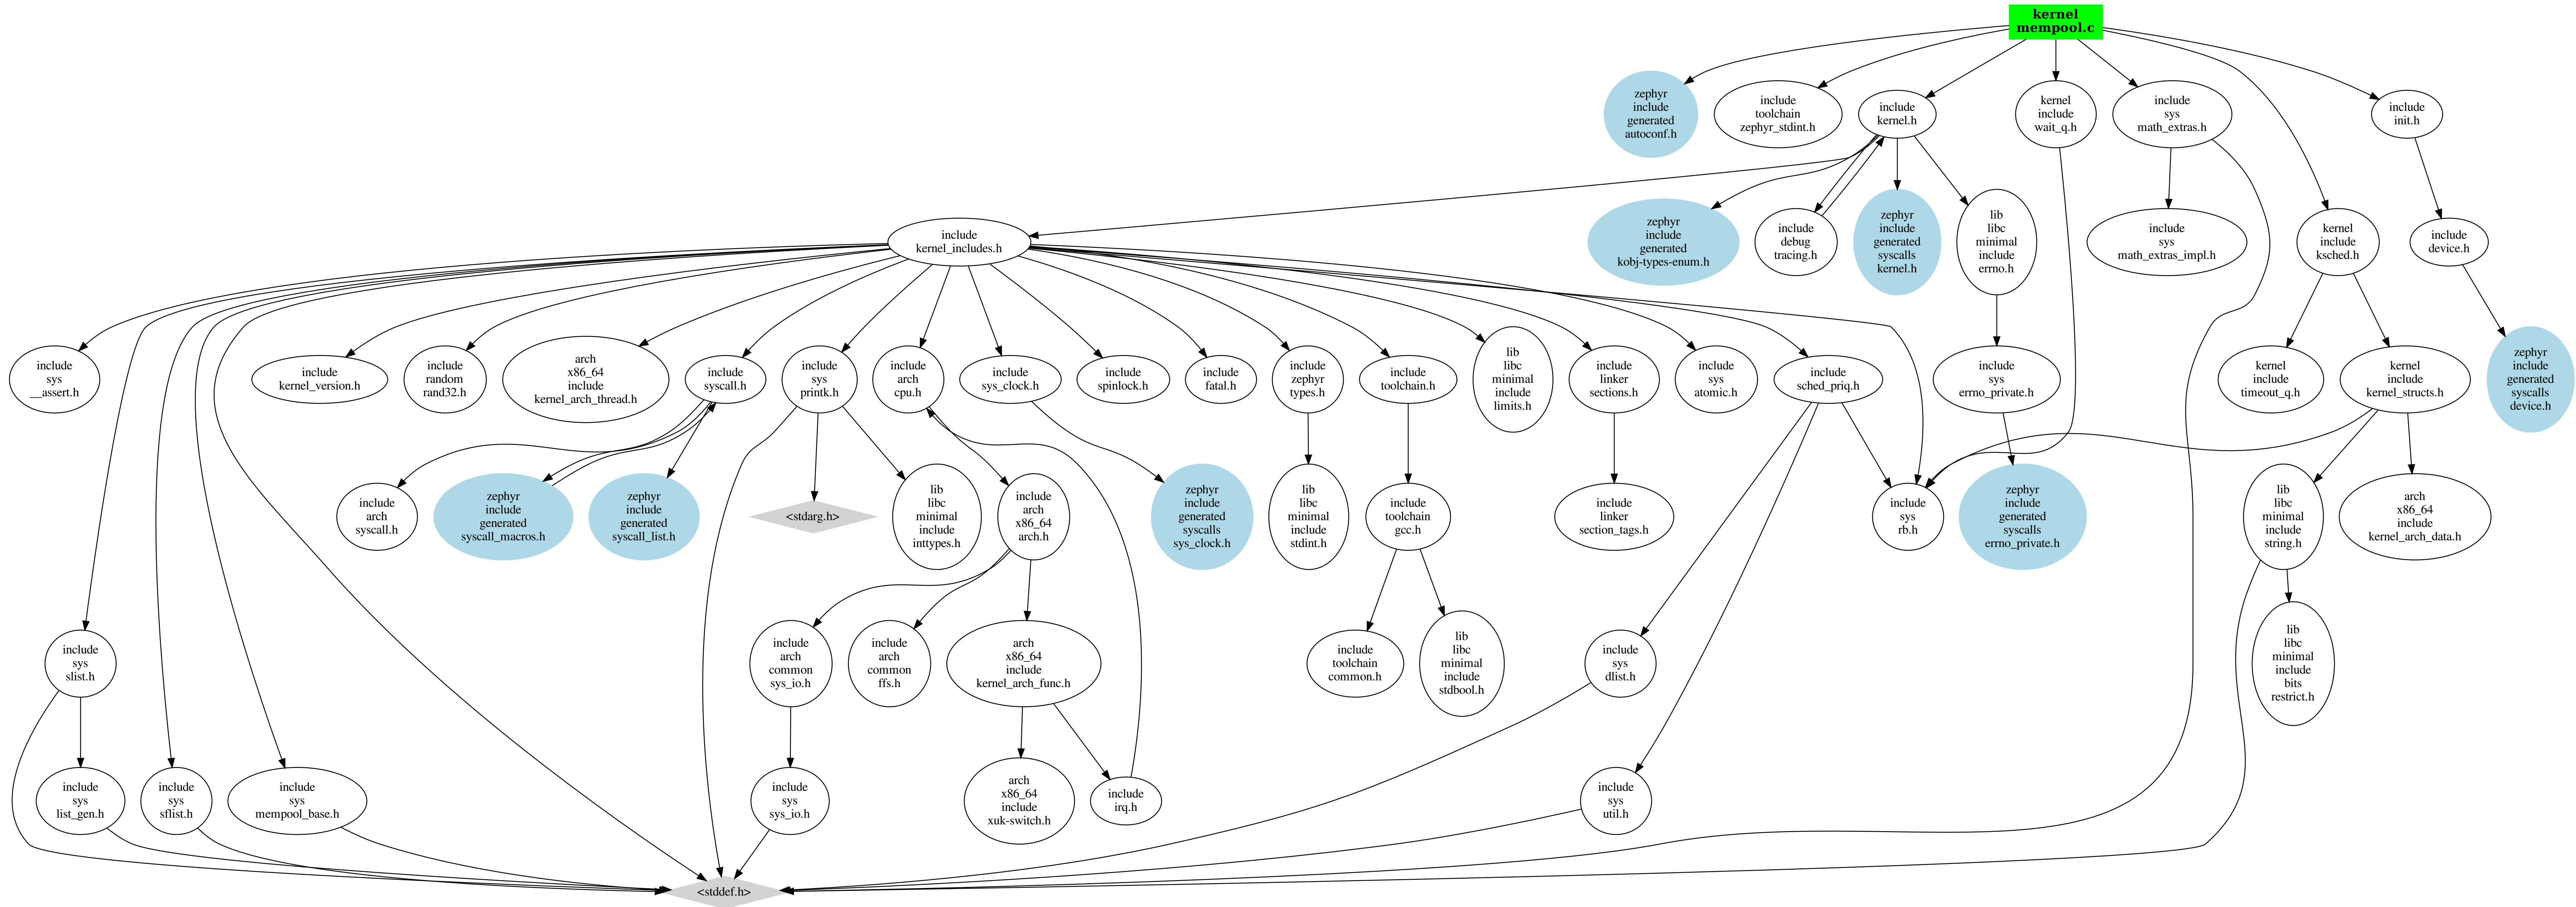 kernel
mempool.c
zephyr
include
generated
autoconf.h
include
toolchain
zephyr_stdint.h
include
kernel.h
kernel
include
wait_q.h
include
sys
math_extras.h
include
init.h
include
kernel_includes.h
zephyr
include
generated
kobj-types-enum.h
include
debug
tracing.h
zephyr
include
generated
syscalls
kernel.h
lib
libc
minimal
include
errno.h
include
sys
math_extras_impl.h
kernel
include
ksched.h
include
device.h
include
sys
__assert.h
include
kernel_version.h
include
random
rand32.h
arch
x86_64
include
kernel_arch_thread.h
include
syscall.h
include
sys
printk.h
include
arch
cpu.h
include
sys_clock.h
include
spinlock.h
include
fatal.h
include
zephyr
types.h
include
toolchain.h
lib
libc
minimal
include
limits.h
include
linker
sections.h
include
sys
atomic.h
include
sched_priq.h
include
sys
errno_private.h
kernel
include
timeout_q.h
kernel
include
kernel_structs.h
zephyr
include
generated
syscalls
device.h
include
arch
syscall.h
zephyr
include
generated
syscall_macros.h
zephyr
include
generated
syscall_list.h
<stdarg.h>
lib
libc
minimal
include
inttypes.h
include
arch
x86_64
arch.h
zephyr
include
generated
syscalls
sys_clock.h
lib
libc
minimal
include
stdint.h
include
toolchain
gcc.h
include
linker
section_tags.h
include
sys
rb.h
zephyr
include
generated
syscalls
errno_private.h
lib
libc
minimal
include
string.h
arch
x86_64
include
kernel_arch_data.h
include
sys
slist.h
include
arch
common
sys_io.h
include
arch
common
ffs.h
arch
x86_64
include
kernel_arch_func.h
include
toolchain
common.h
lib
libc
minimal
include
stdbool.h
include
sys
dlist.h
lib
libc
minimal
include
bits
restrict.h
include
sys
list_gen.h
include
sys
sflist.h
include
sys
mempool_base.h
include
sys
sys_io.h
arch
x86_64
include
xuk-switch.h
include
irq.h
include
sys
util.h
<stddef.h>